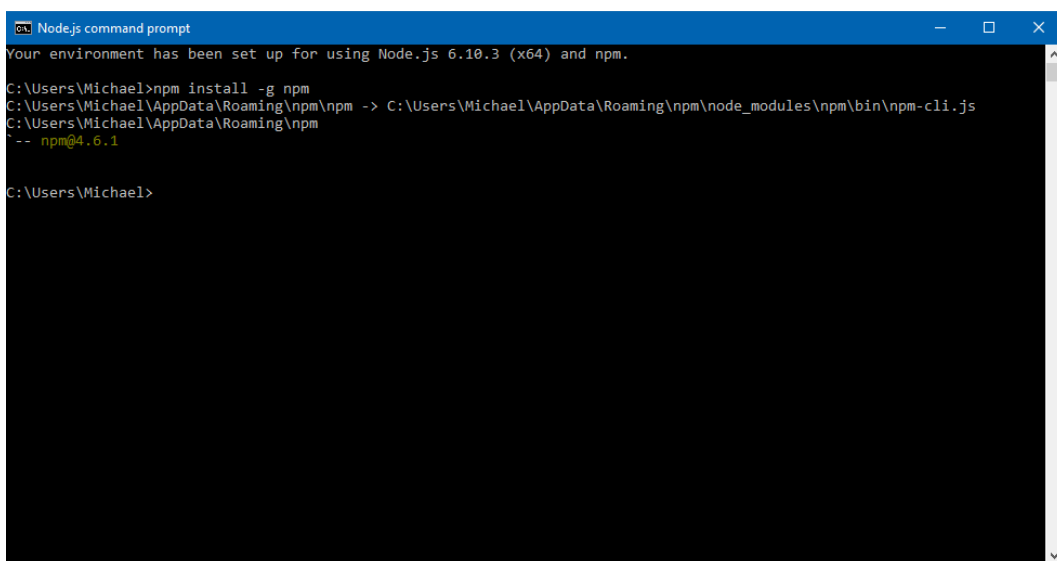 Node.js command prompt
Your environment has been set up for using Node.js 6.10.3 (x64) and npm.
C:\Users\Michael>npm install -g npm
C:\Users\Michael\AppData\Roaming\npm\npm -> C:\Users\Michael\AppData\Roaming\npm\node_modules\npm\bin\npm-cli.js
C:\Users\Michael\AppData\Roaming\npm
`-- npm@4.6.1
C:\Users\Michael>